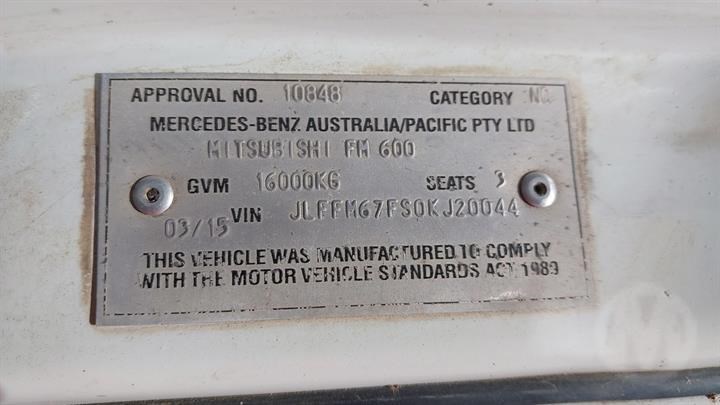 APPROVAL NO. 10848 CATEGORY NC
MERCEDES-BENZ AUSTRALIA/PACIFIC PTY LTD
MITSUBISHI FM 600
GVM 16000KG SEATS 3
03/15 VIN JLFFM67FS0KJ20044
THIS VEHICLE WAS MANUFACTURED TO COMPLY
WITH THE MOTOR VEHICLE STANDARDS ACT 1989
M